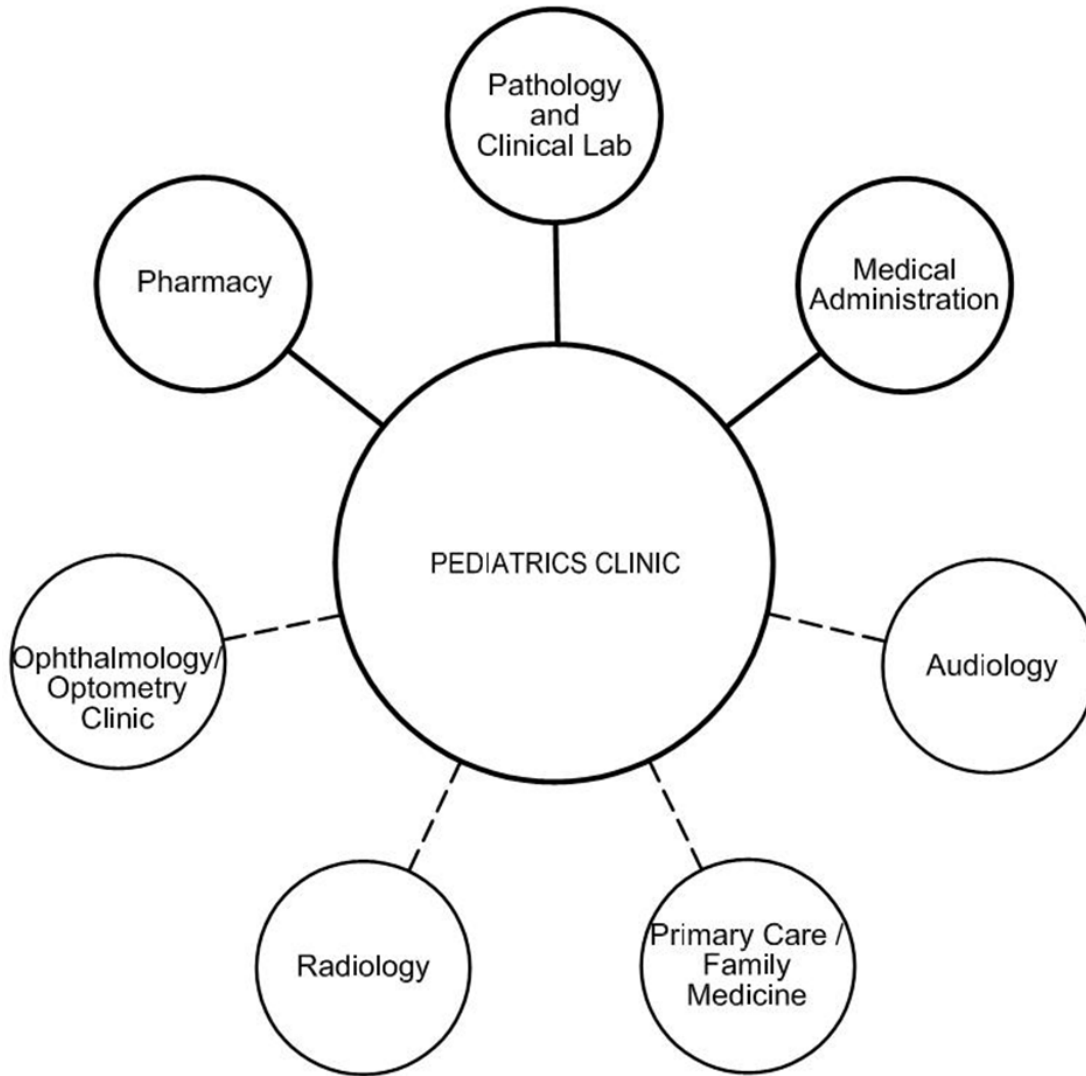 Pathology
and
Clinical Lab
Pharmacy
Medical
Administration
PEDIATRICS CLINIC
Ophthalmology/
Optometry
Clinic
Audiology
Radiology
Primary Care /
Family
Medicine